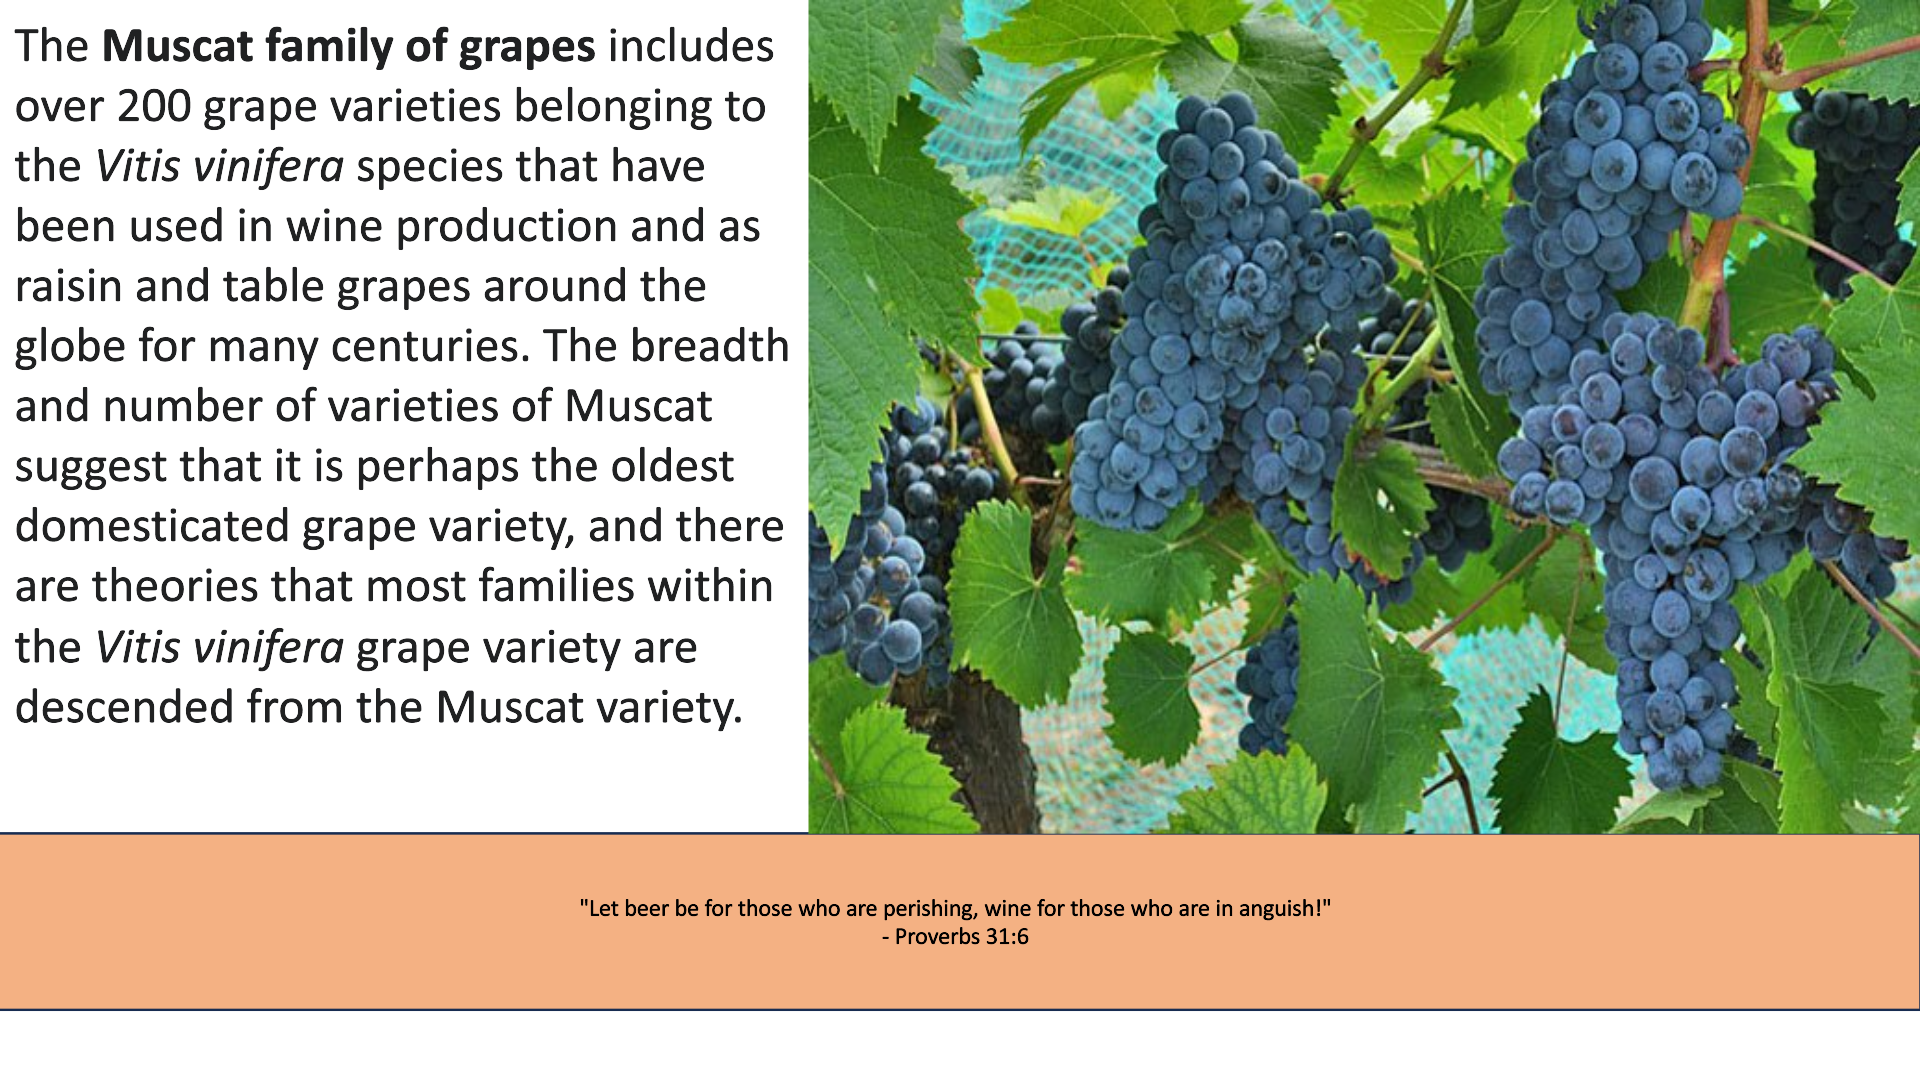 The Muscat family of grapes includes
over 200 grape varieties belonging to
the Vitis vinifera species that have
been used in wine production and as
raisin and table grapes around the
globe for many centuries. The breadth
and number of varieties of Muscat
suggest that it is perhaps the oldest
domesticated grape variety, and there
are theories that most families within
the Vitis vinifera grape variety are
descended from the Muscat variety.
"Let beer be for those who are perishing, wine for those who are in anguish!"
- Proverbs 31:6